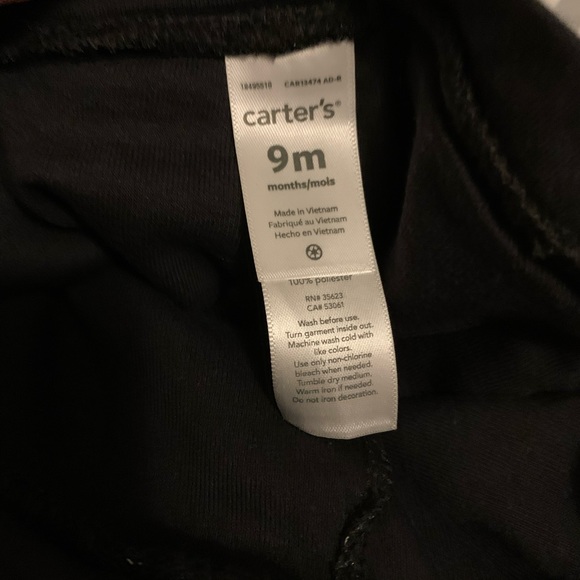 carter's®
9m
months/mois
Made in Vietnam
Fabriqué au Vietnam
Hecho en Vietnam
100% poliéster
RN# 35623
CA# 53061
Wash before use.
Turn garment inside out.
Machine wash cold with
like colors.
Use only non-chlorine
bleach when needed.
Tumble dry medium.
Warm iron if needed.
Do not iron decoration.